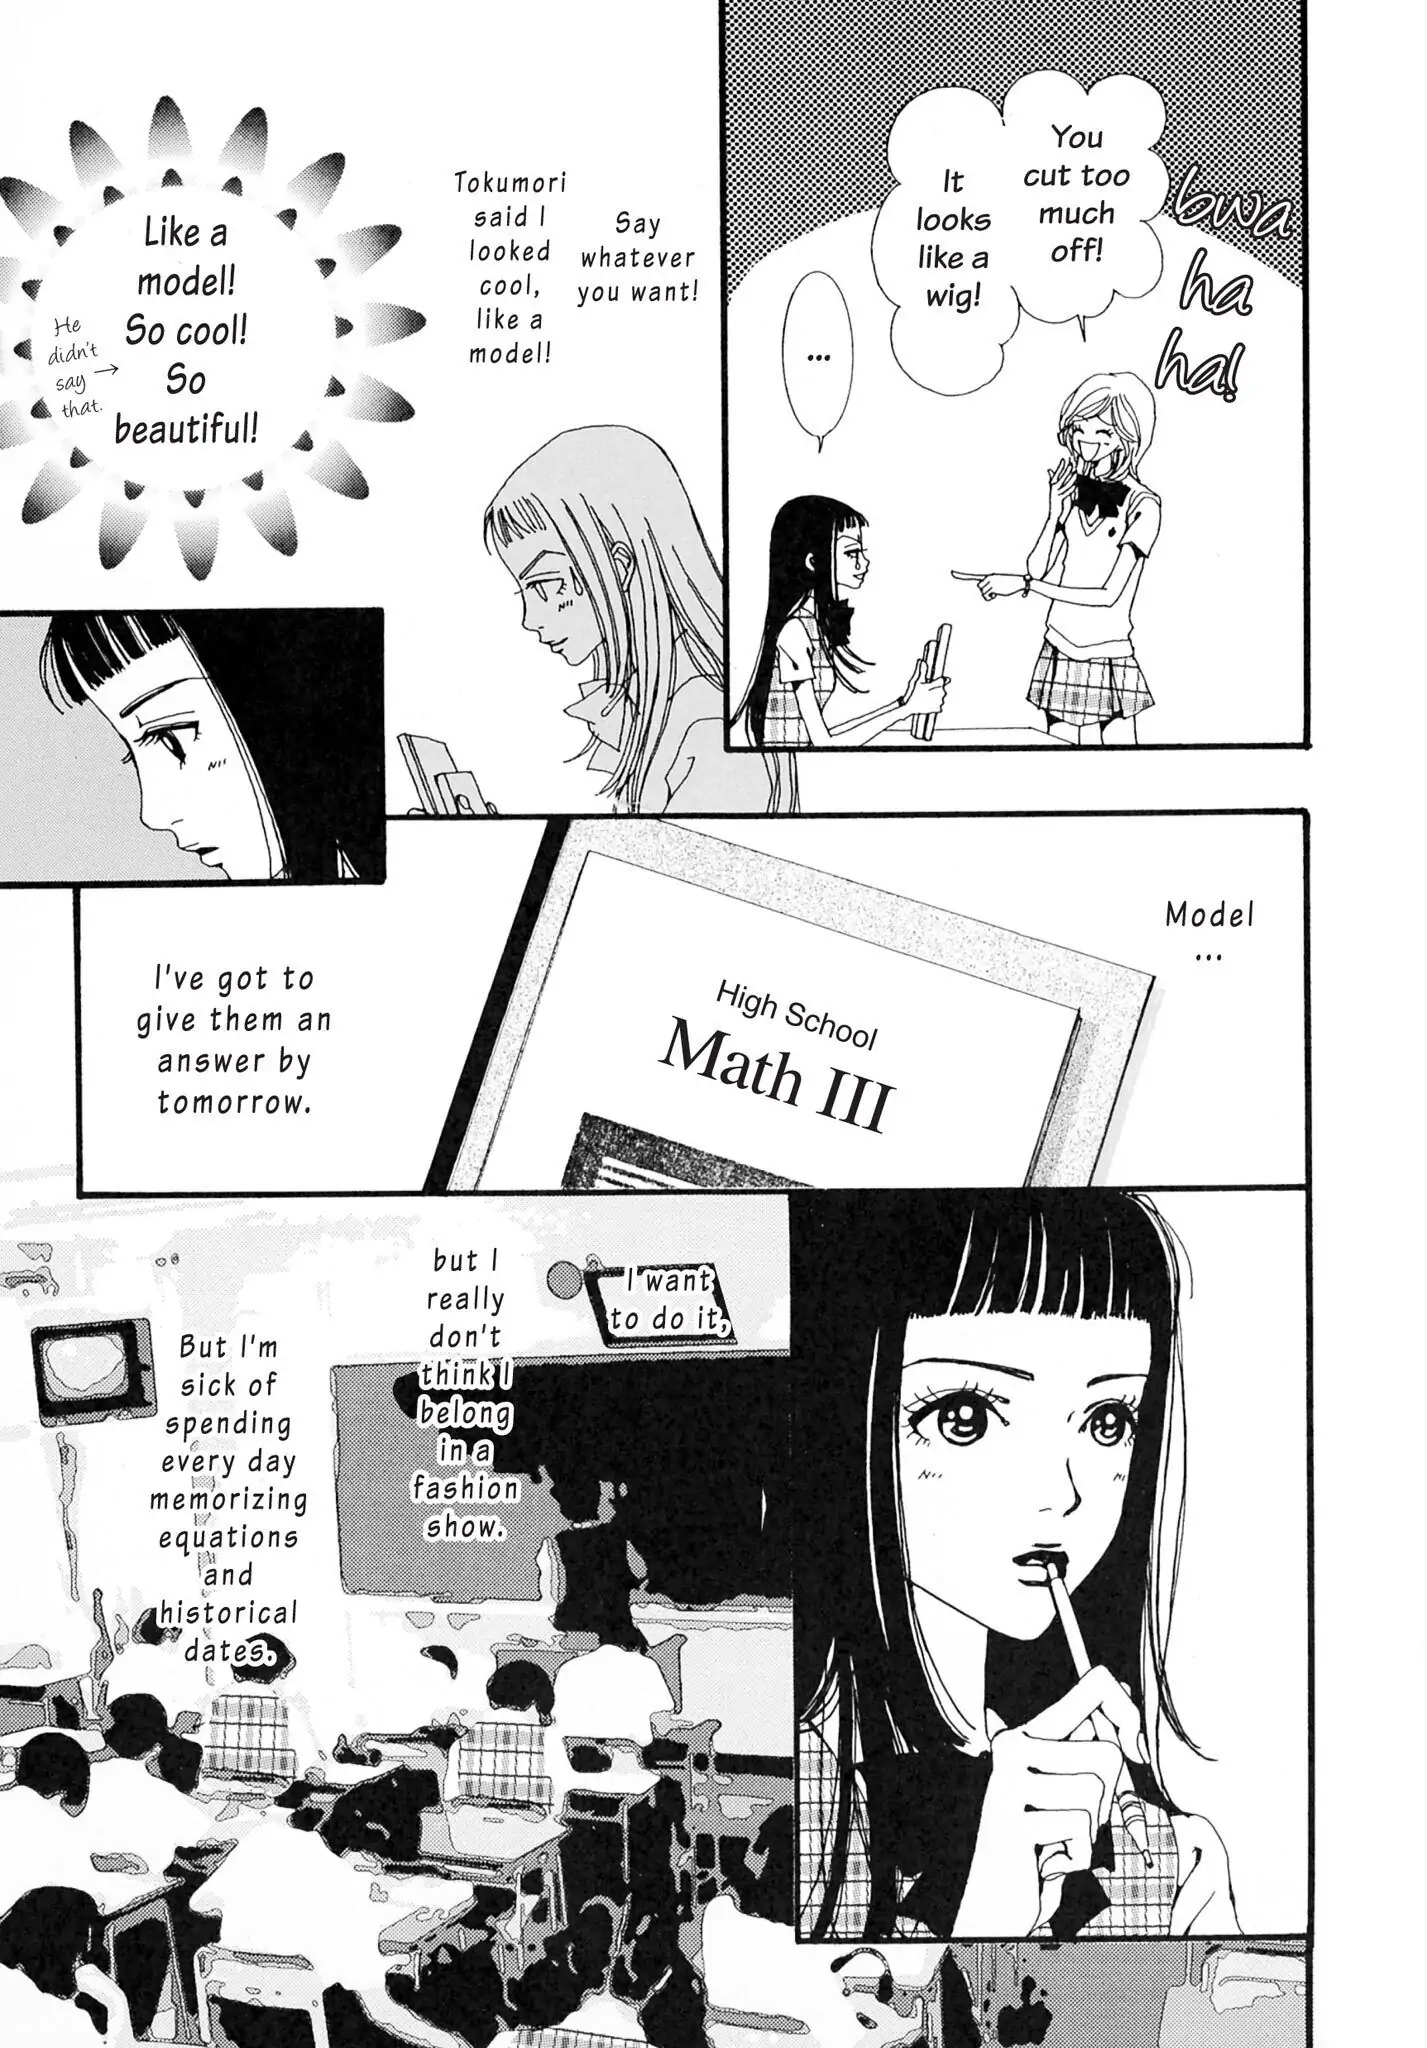 You
cut too
much
off!
It
looks
like a
wig!
bwa
ha
ha!
...
Say
whatever
you want!
Tokumori
said I
looked
cool,
like a
model!
Like a
model!
So cool!
So
beautiful!
He
didn't
say →
that.
Model
...
High School
Math III
I've got to
give them an
answer by
tomorrow.
I want
to do it,
but I
really
don't
think I
belong
in a
fashion
show.
But I'm
sick of
spending
every day
memorizing
equations
and
historical
dates.